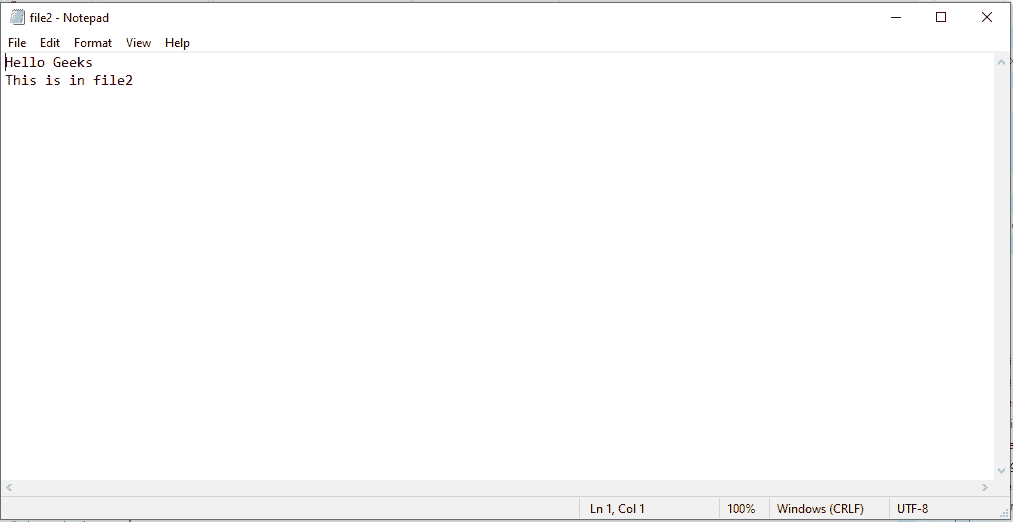 file2 - Notepad
File Edit Format View Help
Hello Geeks
This is in file2
Ln 1, Col 1 100% Windows (CRLF) UTF-8